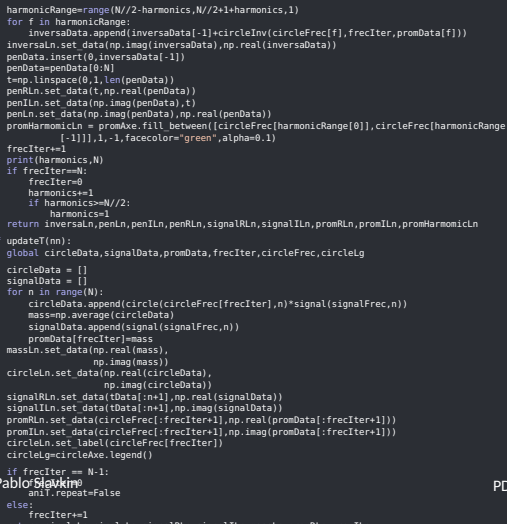 harmonicRange=range(N//2-harmonics,N//2+1+harmonics,1)
for f in harmonicRange:
inversaData.append(inversaData[-1]+circleInv(circleFrec[f],frecIter,promData[f]))
inversaLn.set_data(np.imag(inversaData),np.real(inversaData))
penData.insert(0,inversaData[-1])
penData=penData[0:N]
t=np.linspace(0,1,len(penData))
penRLn.set_data(t,np.real(penData))
penILn.set_data(np.imag(penData),t)
penLn.set_data(np.imag(penData),np.real(penData))
promHarmomicLn = promAxe.fill_between([circleFrec[harmonicRange[0]],circleFrec[harmonicRange
[-1]]],1,-1,facecolor="green",alpha=0.1)
frecIter+=1
print(harmonics,N)
if frecIter==N:
frecIter=0
harmonics+=1
if harmonics>=N//2:
harmonics=1
return inversaLn,penLn,penILn,penRLn,signalRLn,signalILn,promRLn,promILn,promHarmomicLn
updateT(nn):
global circleData,signalData,promData,frecIter,circleFrec,circleLg
circleData = []
signalData = []
for n in range(N):
circleData.append(circle(circleFrec[frecIter],n)*signal(signalFrec,n))
mass=np.average(circleData)
signalData.append(signal(signalFrec,n))
promData[frecIter]=mass
massLn.set_data(np.real(mass),
np.imag(mass))
circleLn.set_data(np.real(circleData),
np.imag(circleData))
signalRLn.set_data(tData[:n+1],np.real(signalData))
signalILn.set_data(tData[:n+1],np.imag(signalData))
promRLn.set_data(circleFrec[:frecIter+1],np.real(promData[:frecIter+1]))
promILn.set_data(circleFrec[:frecIter+1],np.imag(promData[:frecIter+1]))
circleLn.set_label(circleFrec[frecIter])
circleLg=circleAxe.legend()
if frecIter == N-1:
Pablo Slavkin
PD
aniT.repeat=False
else:
frecIter+=1